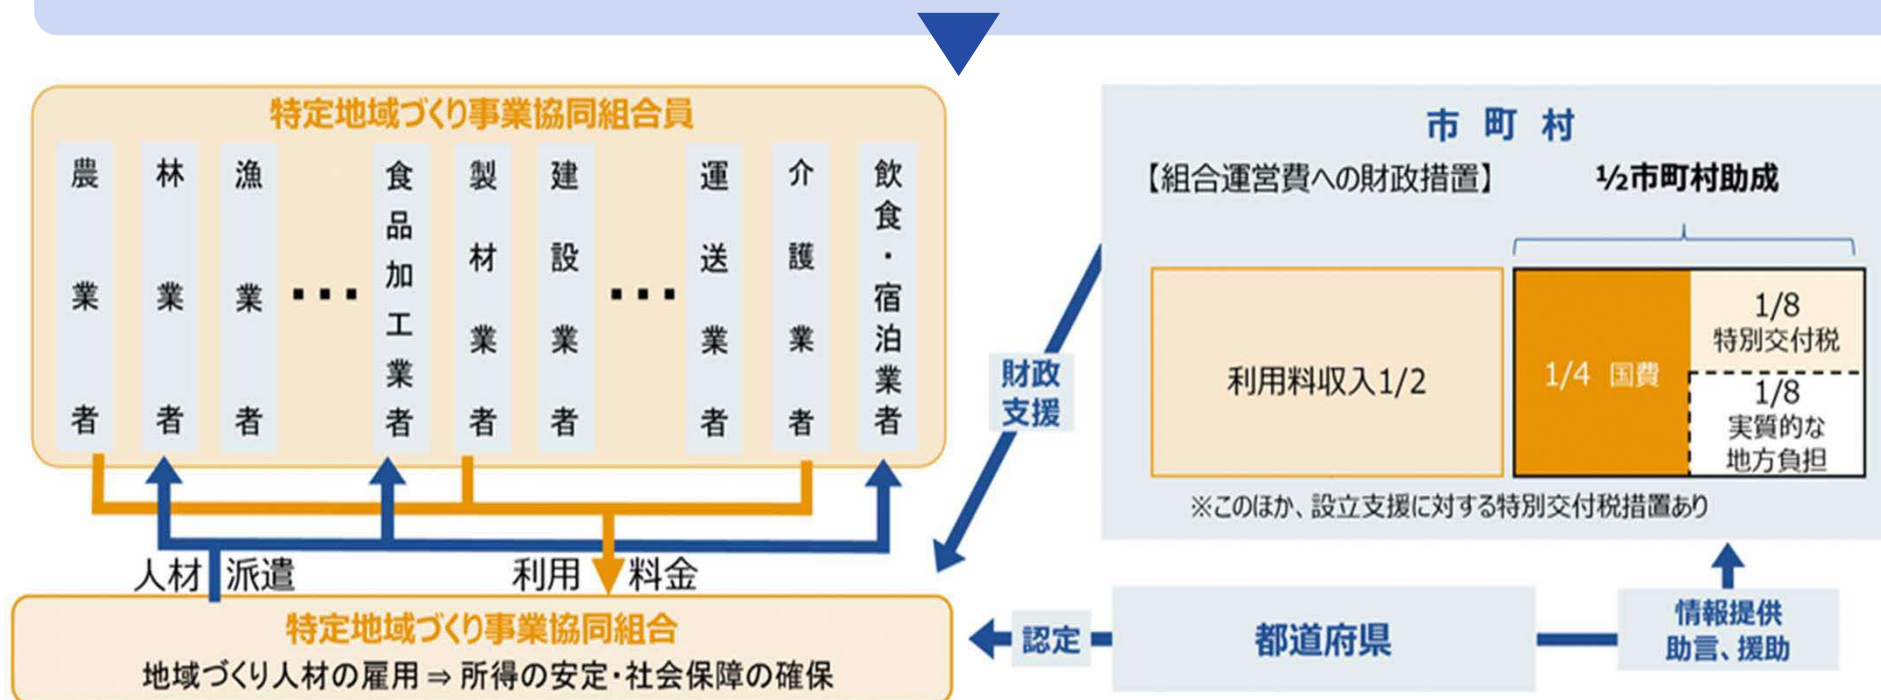 特定地域づくり事業協同組合員
農業者
林業者
漁業者
・・・
食品加工業者
製材業者
建設業者
・・・
運送業者
介護業者
飲食・宿泊業者
人材派遣
利用料金
特定地域づくり事業協同組合
地域づくり人材の雇用⇒所得の安定・社会保障の確保
財政
支援
市町村
【組合運営費への財政措置】
½市町村助成
利用料収入1/2
1/4 国費
1/8
特別交付税
1/8
実質的な
地方負担
※このほか、設立支援に対する特別交付税措置あり
認定
都道府県
情報提供
助言、援助